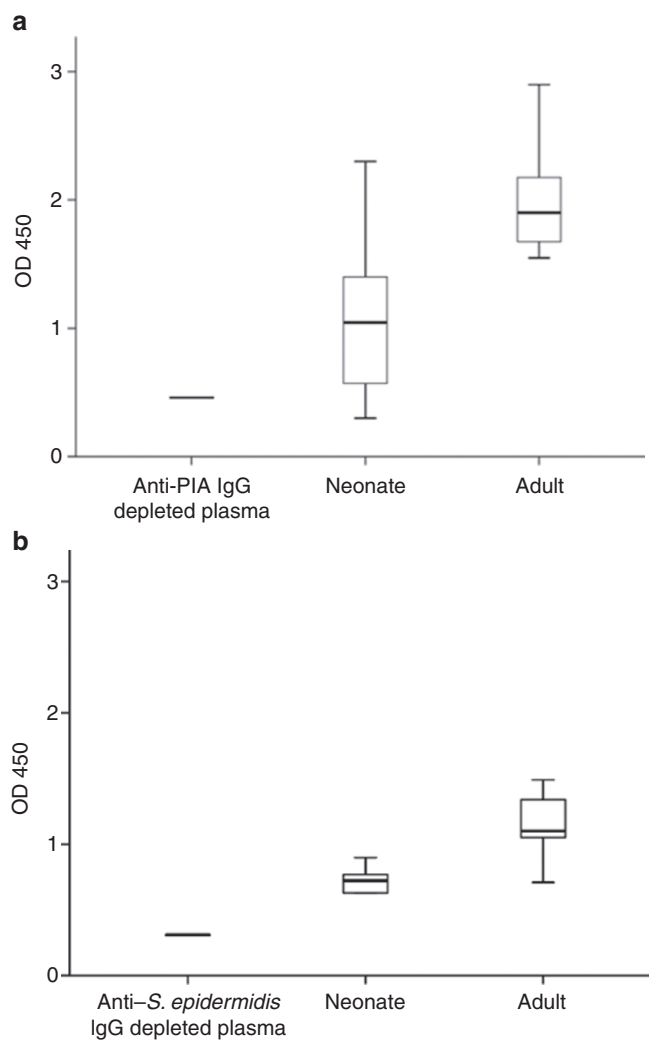 a
3
2
1
0
OD 450
Anti-PIA IgG
depleted plasma
Neonate
Adult
b
3
2
1
0
OD 450
Anti–S. epidermidis
IgG depleted plasma
Neonate
Adult